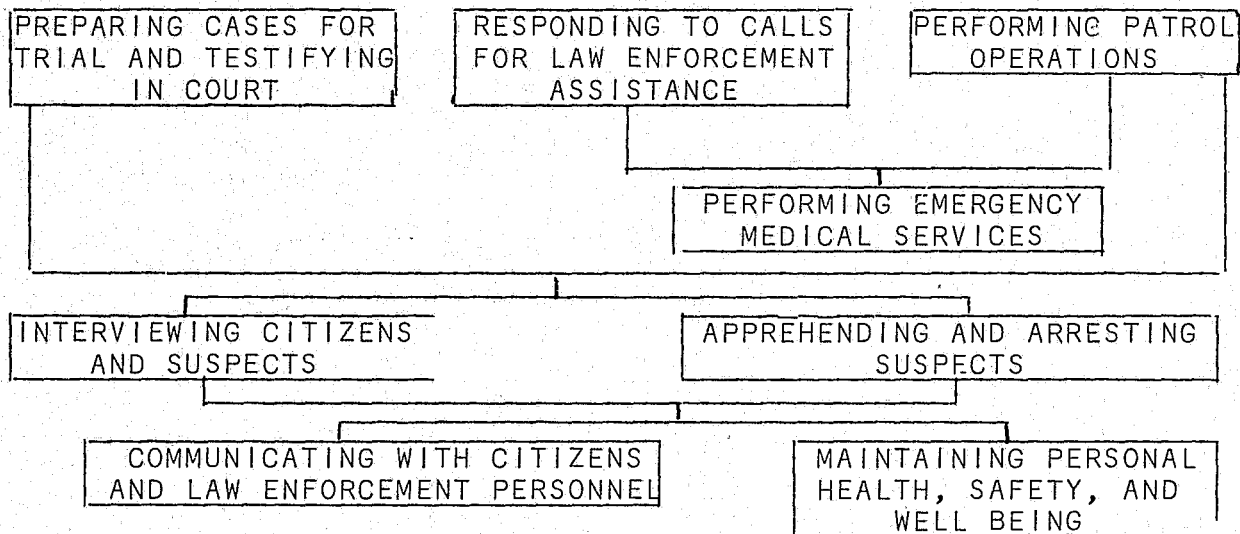 PREPARING CASES FOR
TRIAL AND TESTIFYING
IN COURT
RESPONDING TO CALLS
FOR LAW ENFORCEMENT
ASSISTANCE
PERFORMING PATROL
OPERATIONS
PERFORMING EMERGENCY
MEDICAL SERVICES
INTERVIEWING CITIZENS
AND SUSPECTS
APPREHENDING AND ARRESTING
SUSPECTS
COMMUNICATING WITH CITIZENS
AND LAW ENFORCEMENT PERSONNEL
MAINTAINING PERSONAL
HEALTH, SAFETY, AND
WELL BEING